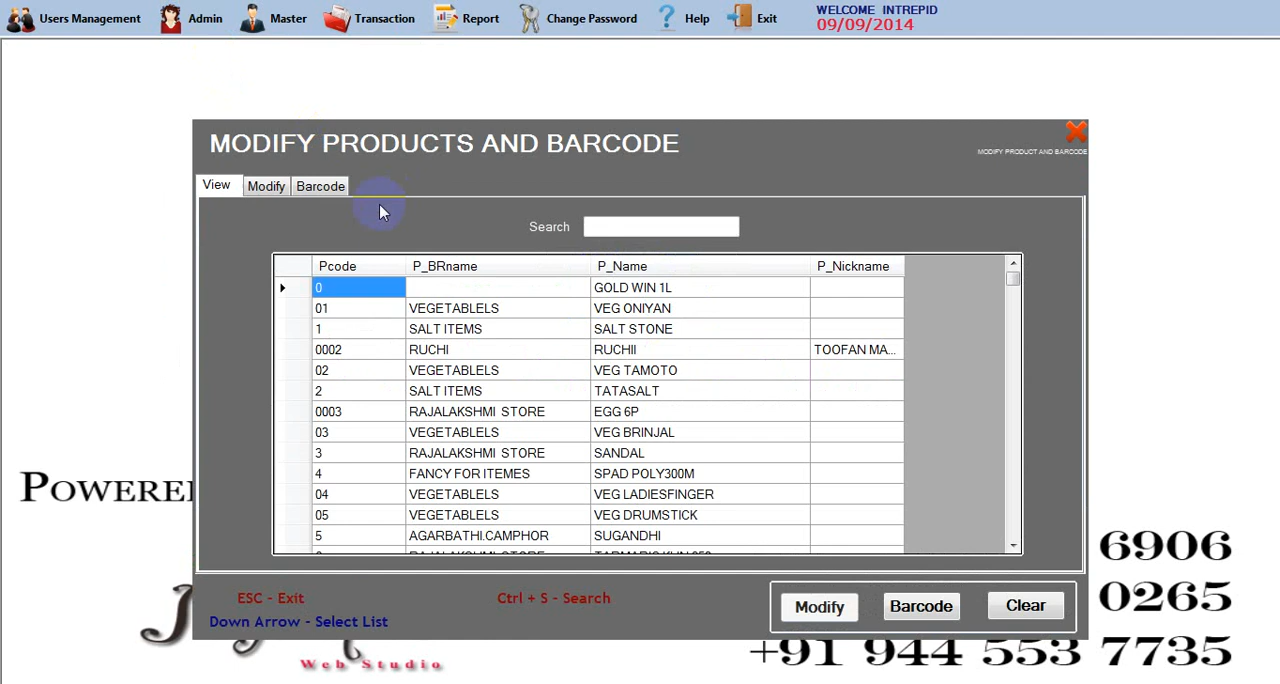 Users Management Admin Master Transaction Report Change Password Help Exit WELCOME INTREPID
09/09/2014
MODIFY PRODUCTS AND BARCODE
MODIFY PRODUCT AND BARCODE
View Modify Barcode
Search
Pcode P_BRname P_Name P_Nickname
0 GOLD WIN 1L
01 VEGETABLELS VEG ONIYAN
1 SALT ITEMS SALT STONE
0002 RUCHI RUCHII TOOFAN MA...
02 VEGETABLELS VEG TAMOTO
2 SALT ITEMS TATASALT
0003 RAJALAKSHMI STORE EGG 6P
03 VEGETABLELS VEG BRINJAL
3 RAJALAKSHMI STORE SANDAL
4 FANCY FOR ITEMES SPAD POLY300M
04 VEGETABLELS VEG LADIESFINGER
05 VEGETABLELS VEG DRUMSTICK
5 AGARBATHI.CAMPHOR SUGANDHI
POWERE
6906
ESC - Exit Ctrl + S - Search
Modify Barcode Clear
0265
Down Arrow - Select List
+91 944 553 7735
Web Studio